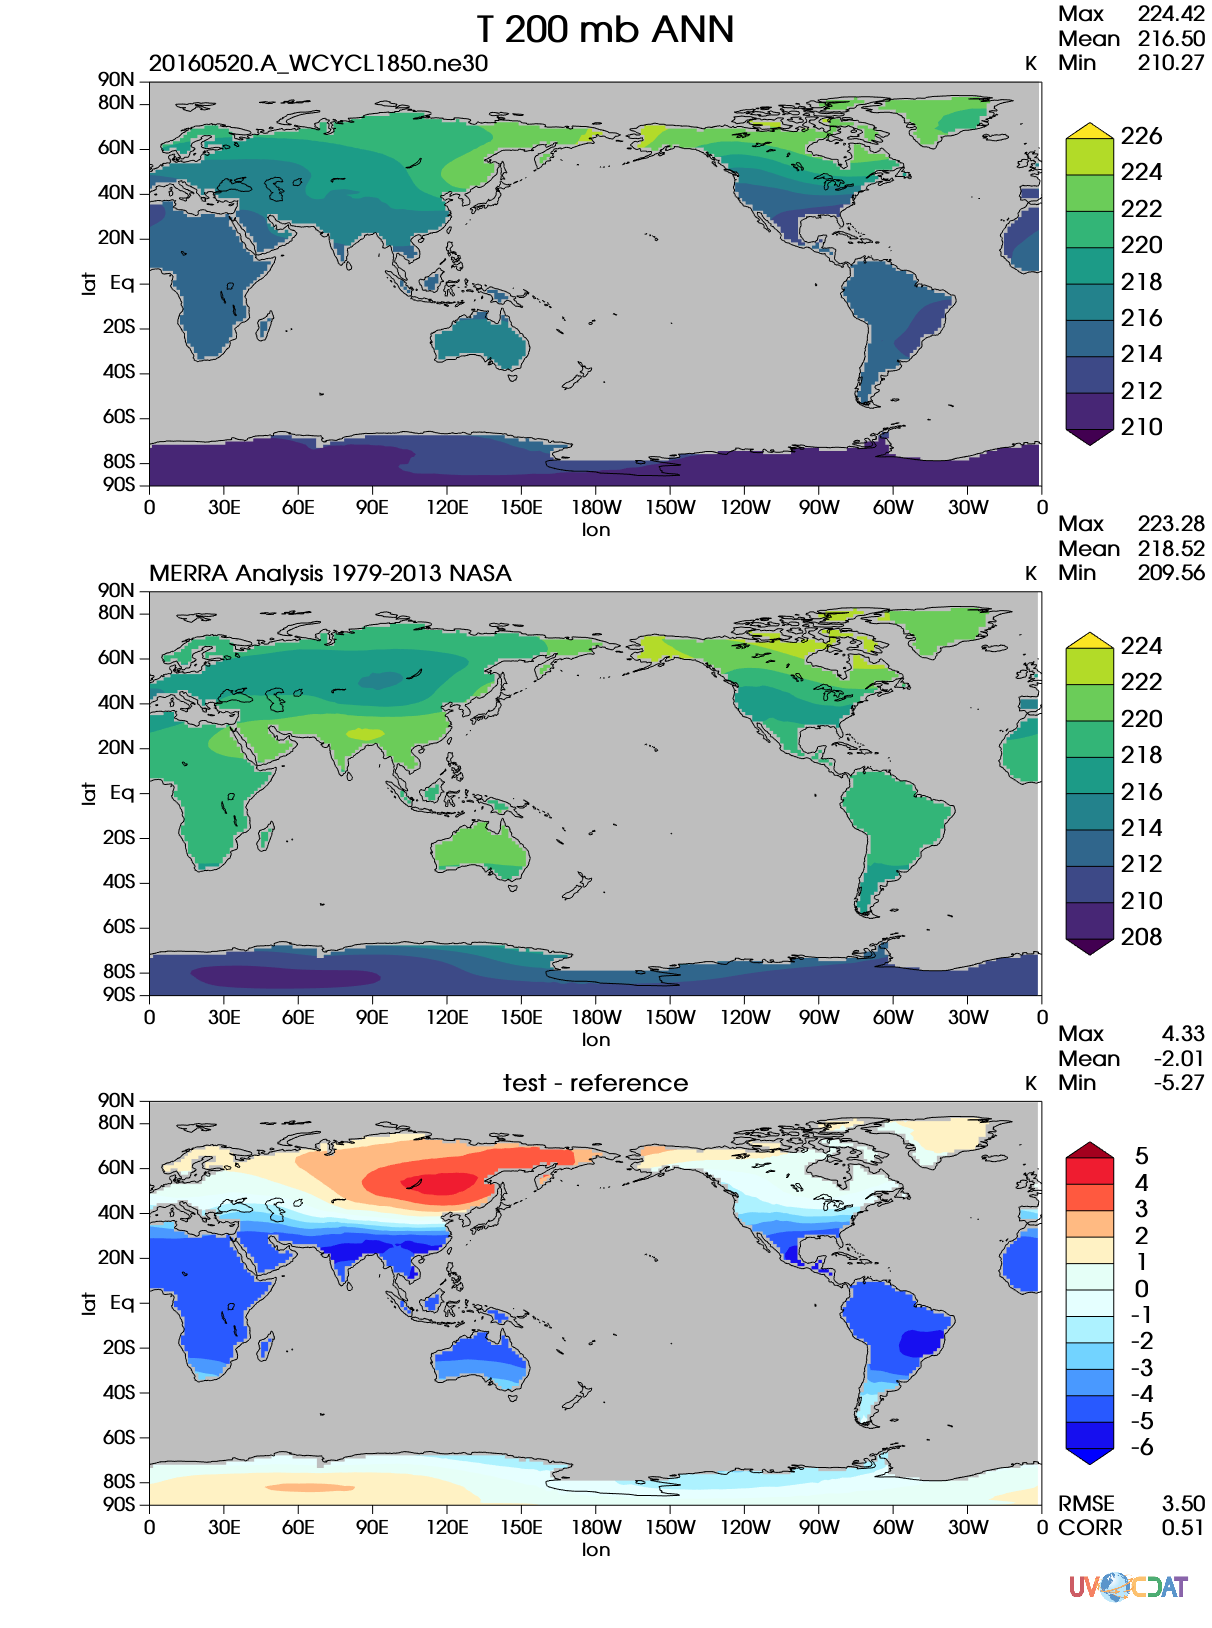 T 200 mb ANN
Max 224.42
Mean 216.50
Min 210.27
20160520.A_WCYCL1850.ne30 K
90N
80N
60N
40N
20N
Eq
20S
40S
60S
80S
90S
lat
0 30E 60E 90E 120E 150E 180W 150W 120W 90W 60W 30W 0
lon
226
224
222
220
218
216
214
212
210
Max 223.28
Mean 218.52
Min 209.56
MERRA Analysis 1979-2013 NASA K
90N
80N
60N
40N
20N
Eq
20S
40S
60S
80S
90S
lat
0 30E 60E 90E 120E 150E 180W 150W 120W 90W 60W 30W 0
lon
224
222
220
218
216
214
212
210
208
Max 4.33
Mean -2.01
Min -5.27
test - reference K
90N
80N
60N
40N
20N
Eq
20S
40S
60S
80S
90S
lat
0 30E 60E 90E 120E 150E 180W 150W 120W 90W 60W 30W 0
lon
5
4
3
2
1
0
-1
-2
-3
-4
-5
-6
RMSE 3.50
CORR 0.51
UV CDAT